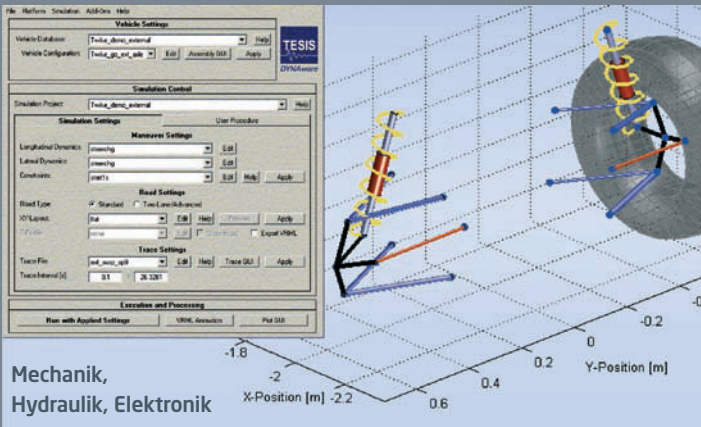 File Platform Simulation Add-Ons Help
Vehicle Settings
Vehicle Database: Help
Vehicle Configuration: Edit Assembly GUI Apply
TESIS
DYNAware
Simulation Control
Simulation Project: Help
Simulation Settings User Procedure
Maneuver Settings
Longitudinal Dynamics: Edit
Lateral Dynamics: Edit
Constraints: Edit Help Apply
Road Settings
Road Type: Standard Two-Lane/Advanced
XY-Layout: flat Edit Help Apply
none Edit Export VRML
Trace Settings
Trace File: Edit Help Trace GUI Apply
Trace Interval [s] 0.1
Execution and Processing
Run with Applied Settings VRML Animation Plot GUI
-1.8
-2
X-Position [m] -2.2
0.6
0.4
0.2
0
-0.2
Y-Position [m]
Mechanik,
Hydraulik, Elektronik